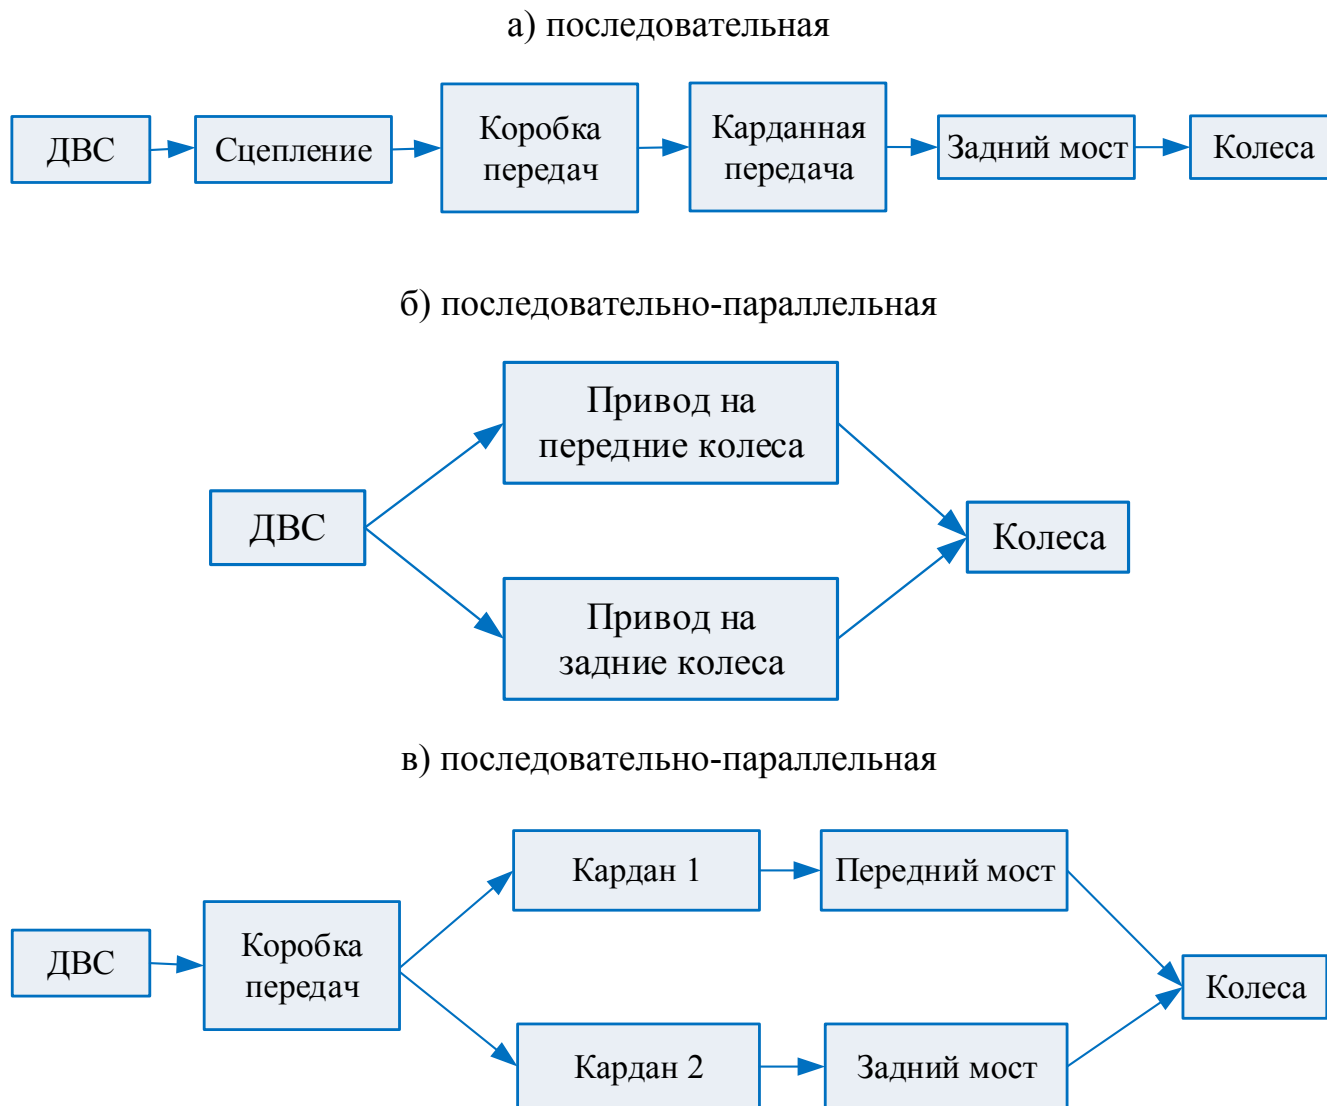 а) последовательная
ДВС
Сцепление
Коробка
передач
Карданная
передача
Задний мост
Колеса
б) последовательно-параллельная
ДВС
Привод на
передние колеса
Привод на
задние колеса
Колеса
в) последовательно-параллельная
ДВС
Коробка
передач
Кардан 1
Передний мост
Кардан 2
Задний мост
Колеса